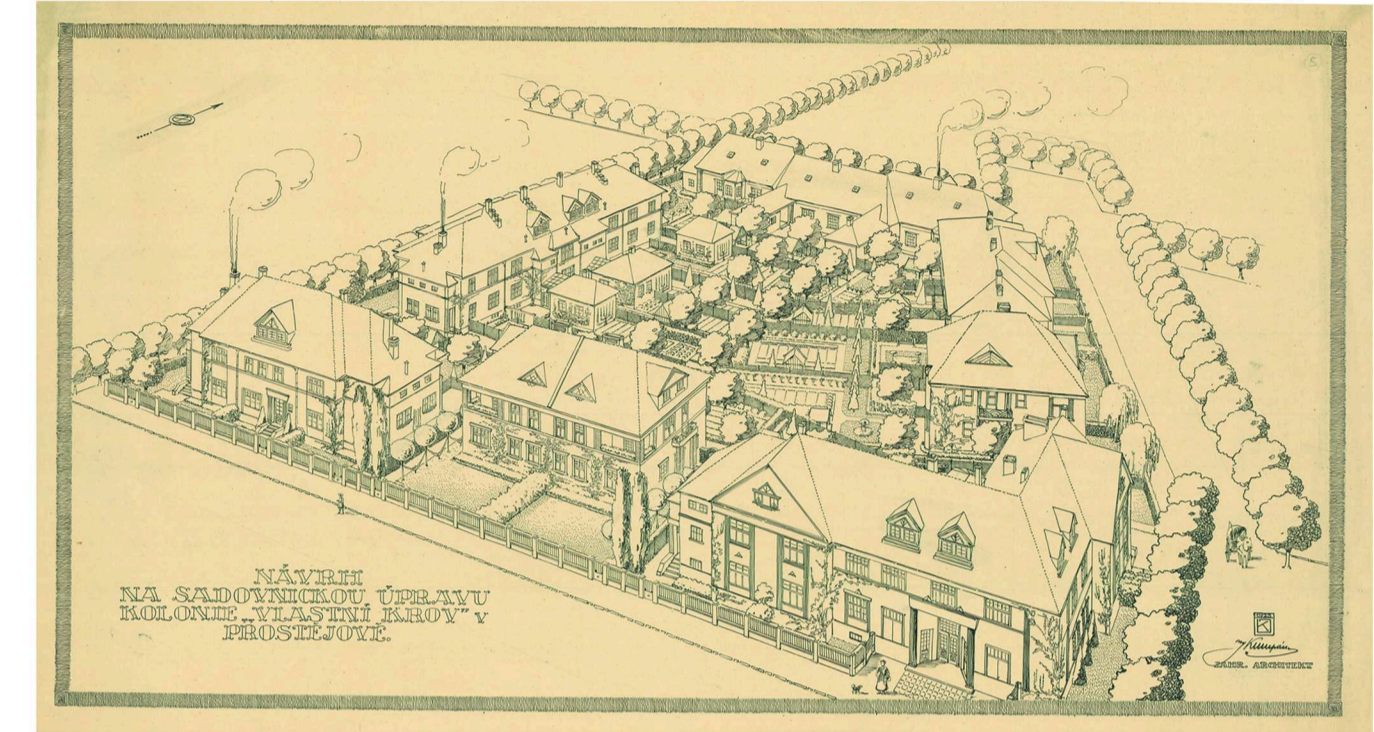 NÁVRH
NA SADOVNICKOU ÚPRAVU
KOLONIE „VLASTNÍ KROV” V
PROSTĚJOVĚ.
ZAHR. ARCHITEKT